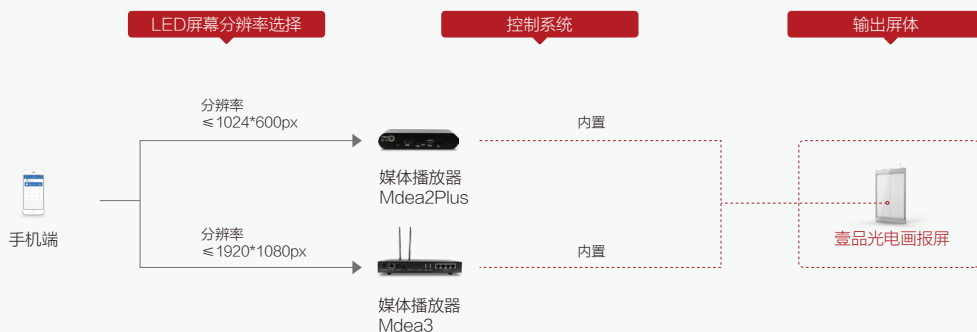 LED屏幕分辨率选择
控制系统
输出屏体
分辨率
≤1024*600px
内置
媒体播放器
Mdea2Plus
手机端
分辨率
≤1920*1080px
内置
壹品光电画报屏
媒体播放器
Mdea3